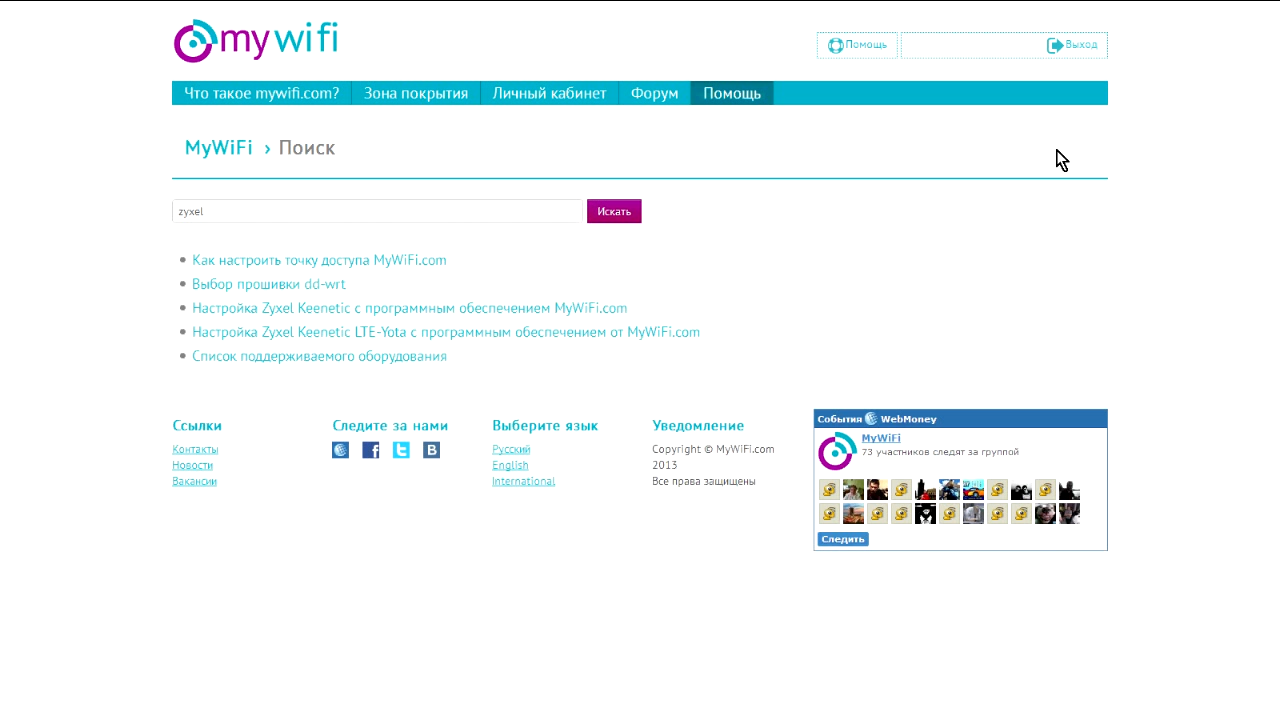 mywifi
Помощь
Выход
Что такое mywifi.com? Зона покрытия Личный кабинет Форум Помощь
MyWiFi › Поиск
zyxel Искать
Как настроить точку доступа MyWiFi.com
Выбор прошивки dd-wrt
Настройка Zyxel Keenetic с программным обеспечением MyWiFi.com
Настройка Zyxel Keenetic LTE-Yota с программным обеспечением от MyWiFi.com
Список поддерживаемого оборудования
Ссылки
Контакты
Новости
Вакансии
Следите за нами
Выберите язык
Русский
English
International
Уведомление
Copyright © MyWiFi.com
2013
Все права защищены
События WebMoney
MyWiFi
73 участников следят за группой
Следить